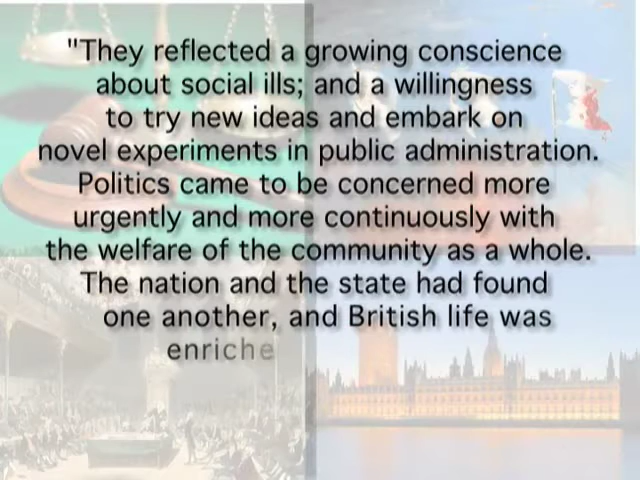 "They reflected a growing conscience
about social ills; and a willingness
to try new ideas and embark on
novel experiments in public administration.
Politics came to be concerned more
urgently and more continuously with
the welfare of the community as a whole.
The nation and the state had found
one another, and British life was
enriche